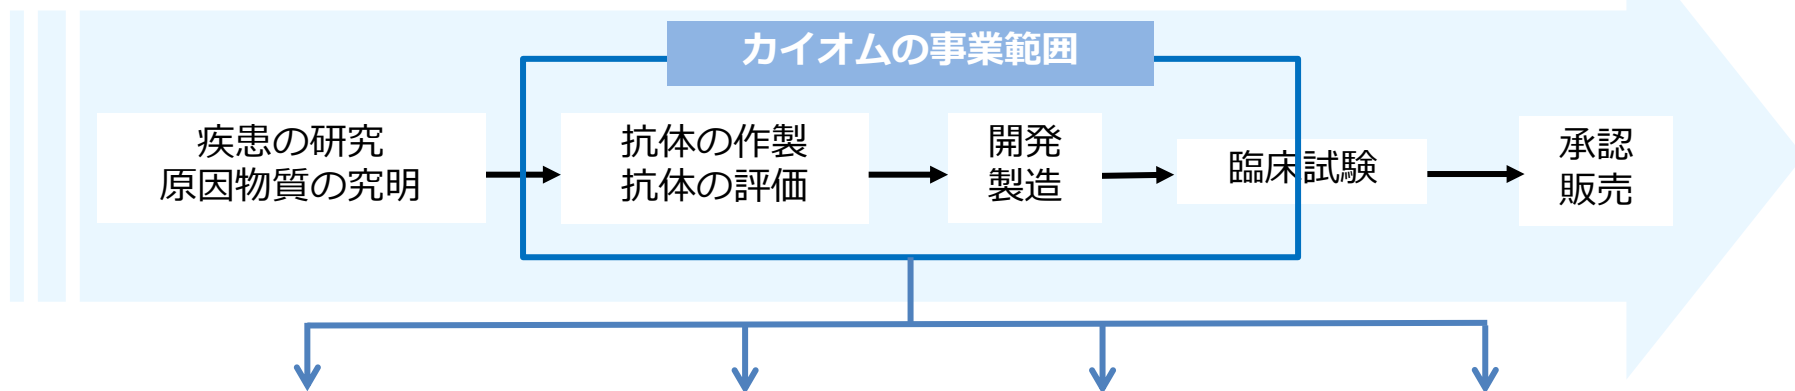 カイオムの事業範囲
疾患の研究
原因物質の究明
抗体の作製
抗体の評価
開発
製造
臨床試験
承認
販売